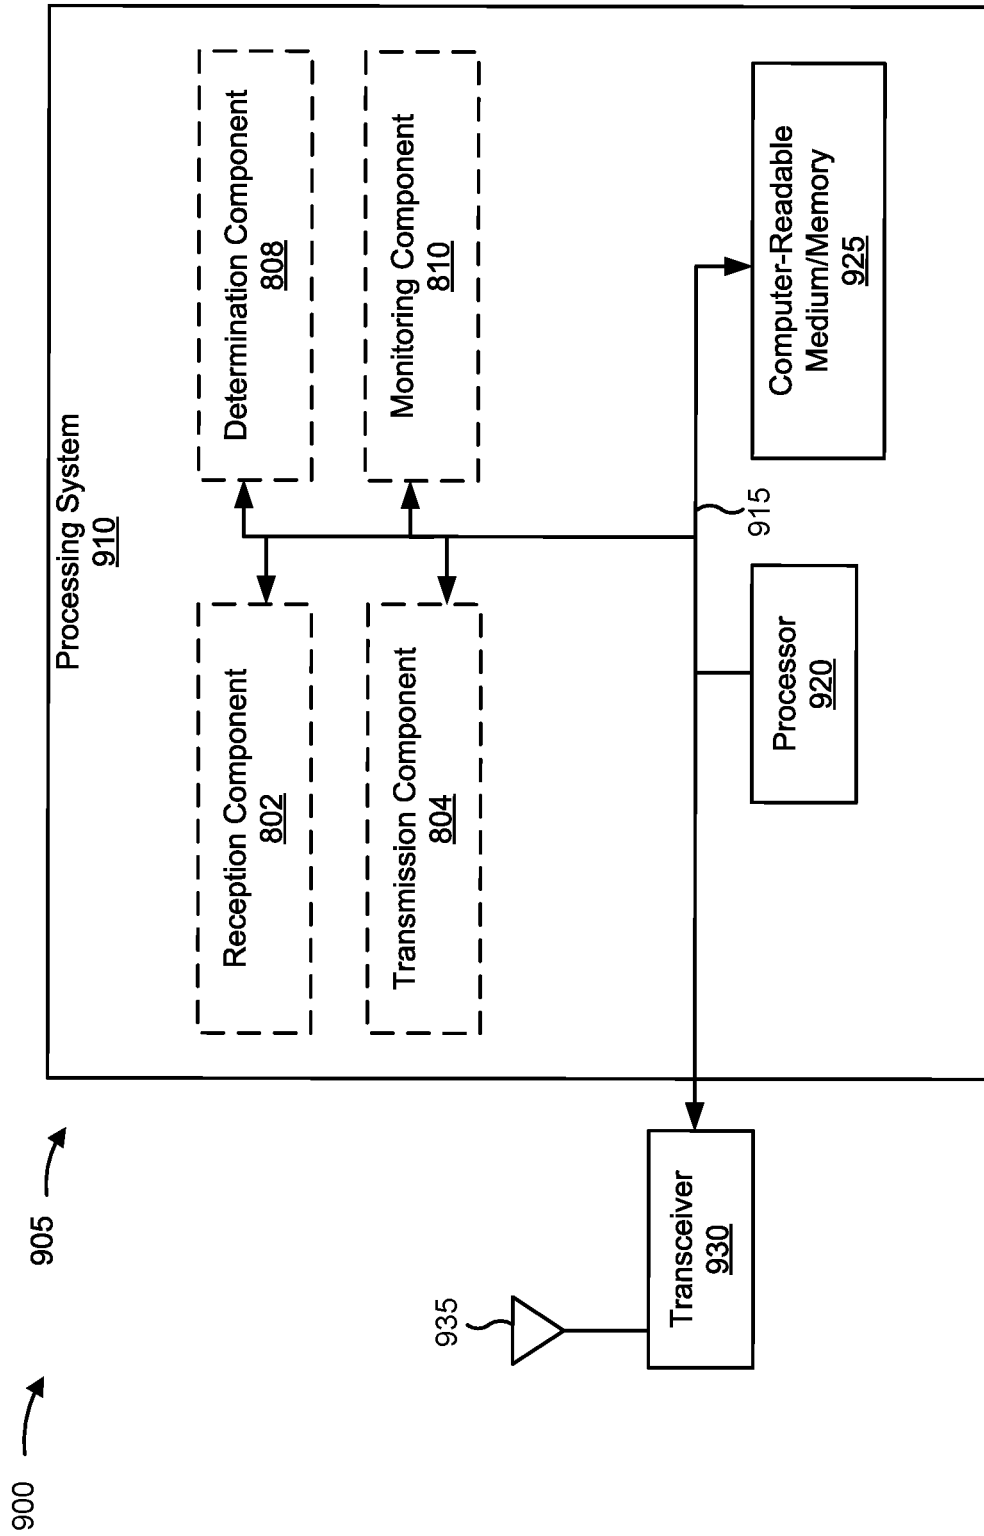 900
905
Processing System
910
Reception Component
802
Determination Component
808
Transmission Component
804
Monitoring Component
810
935
915
Transceiver
930
Processor
920
Computer-Readable
Medium/Memory
925